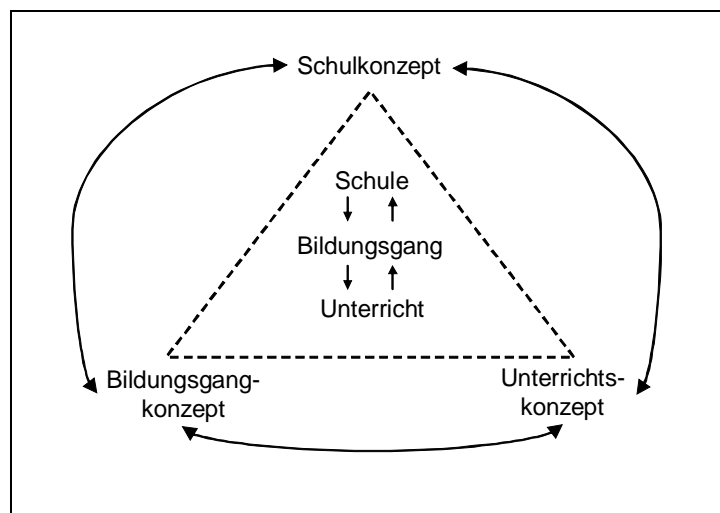 Schulkonzept
Schule
Bildungsgang
Unterricht
Bildungsgang-
konzept
Unterrichts-
konzept